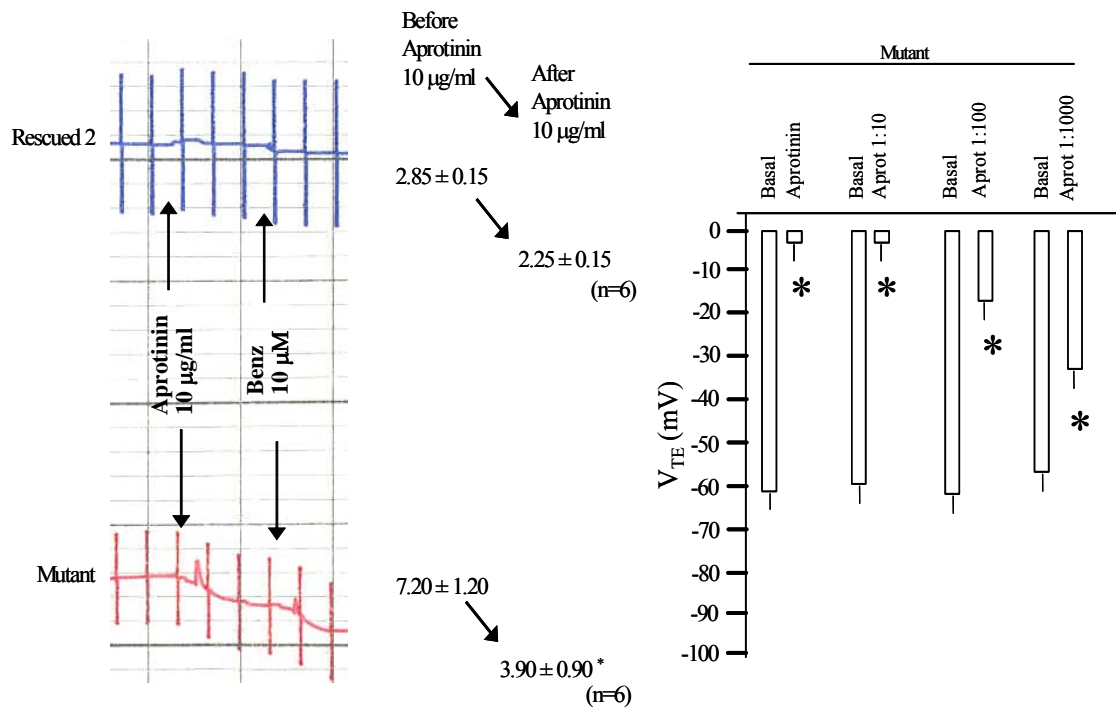 Before
Aprotinin
10 µg/ml
After
Aprotinin
10 µg/ml
Rescued 2
2.85 ± 0.15
2.25 ± 0.15
(n=6)
Aprotinin
10 µg/ml
Benz
10 µM
Mutant
7.20 ± 1.20
3.90 ± 0.90 *
(n=6)
Mutant
Basal
Aprotinin
Basal
Aprot 1:10
Basal
Aprot 1:100
Basal
Aprot 1:1000
V_TE (mV)
0
-10
-20
-30
-40
-50
-60
-70
-80
-90
-100
*
*
*
*